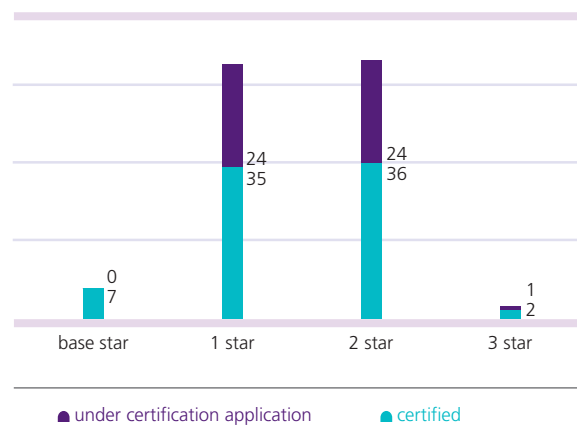 24
35
24
36
0
7
1
2
base star
1 star
2 star
3 star
under certification application
certified